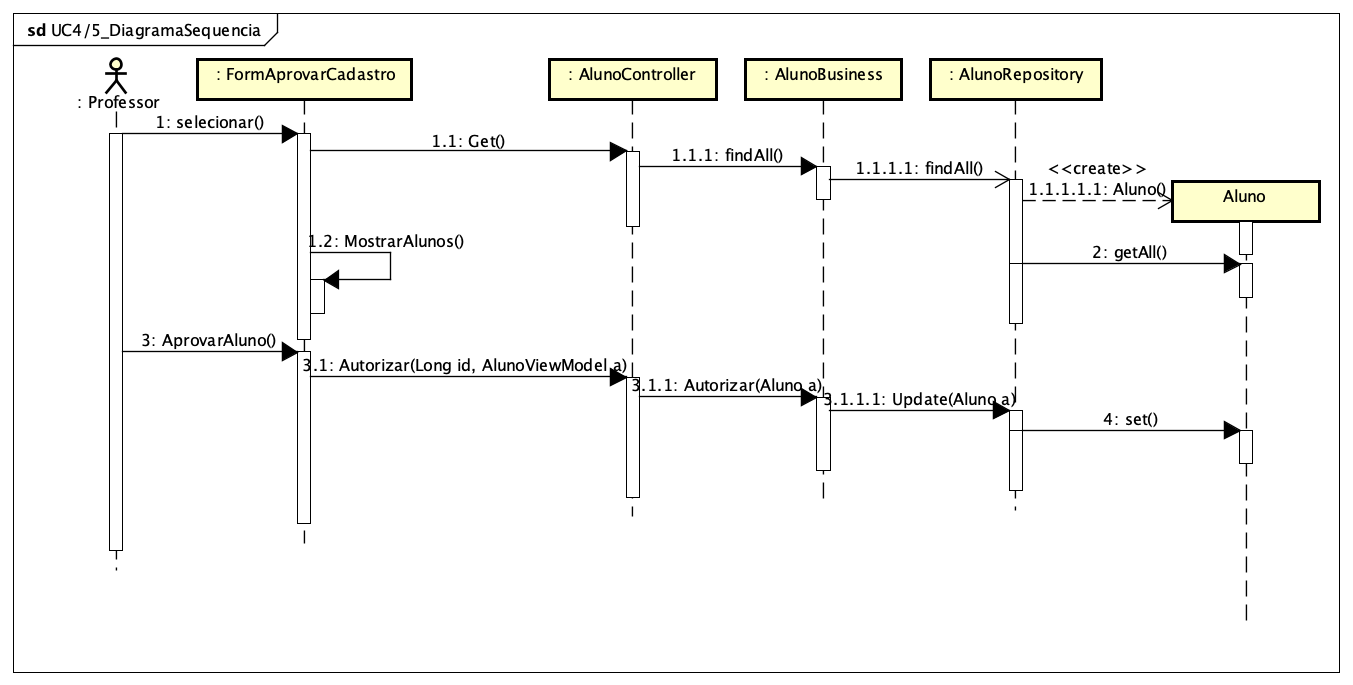 sd UC4/5_DiagramaSequencia
: Professor
: FormAprovarCadastro
: AlunoController
: AlunoBusiness
: AlunoRepository
1: selecionar()
1.1: Get()
1.1.1: findAll()
1.1.1.1: findAll()
<<create>>
1.1.1.1.1: Aluno()
Aluno
1.2: MostrarAlunos()
2: getAll()
3: AprovarAluno()
3.1: Autorizar(Long id, AlunoViewModel a)
3.1.1: Autorizar(Aluno a)
3.1.1.1: Update(Aluno a)
4: set()